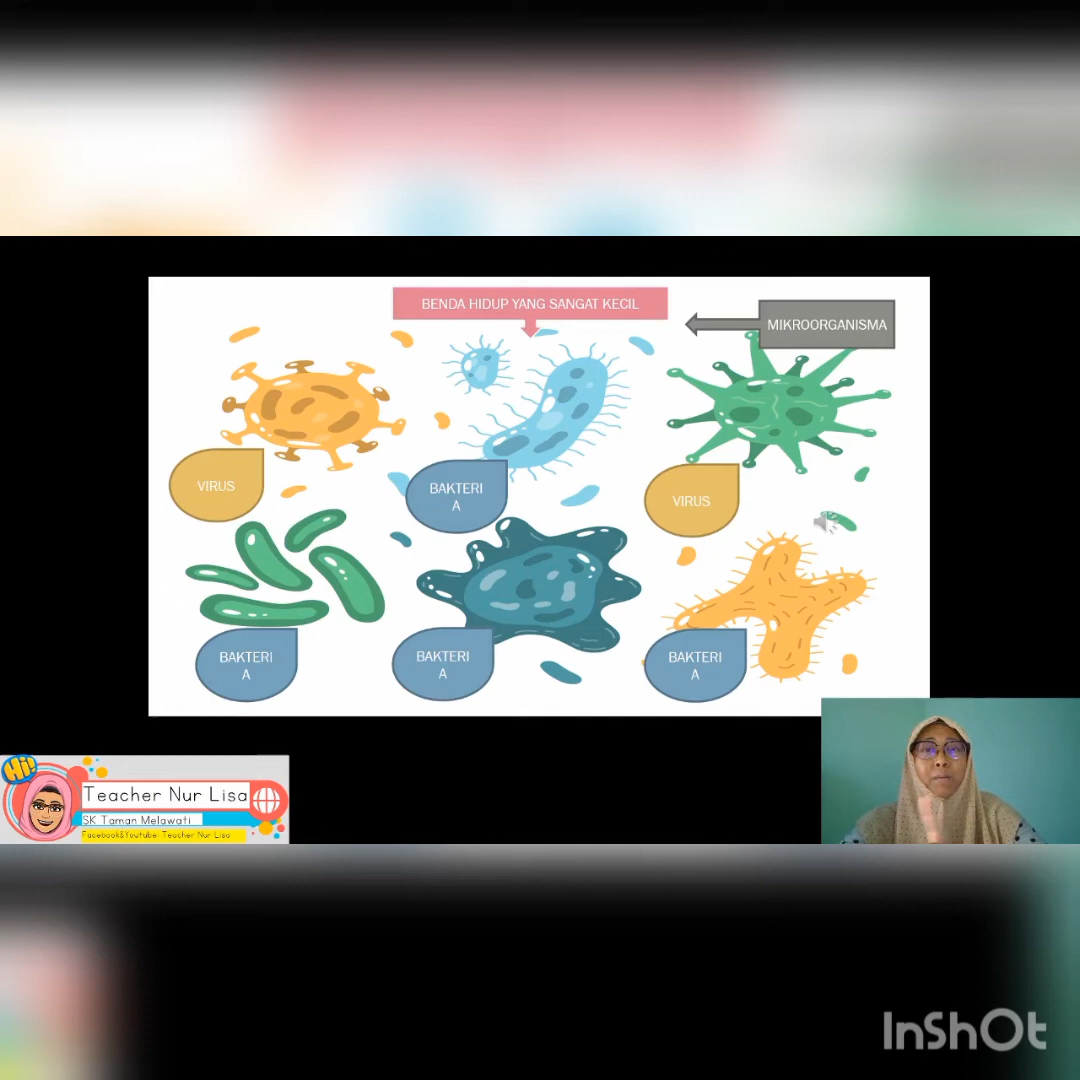 BENDA HIDUP YANG SANGAT KECIL
MIKROORGANISMA
VIRUS
BAKTERI
A
VIRUS
BAKTERI
A
BAKTERI
A
BAKTERI
A
Hi!
Teacher Nur Lisa
SK Taman Melawati
Facebook&Youtube: Teacher Nur Lisa
InShOt